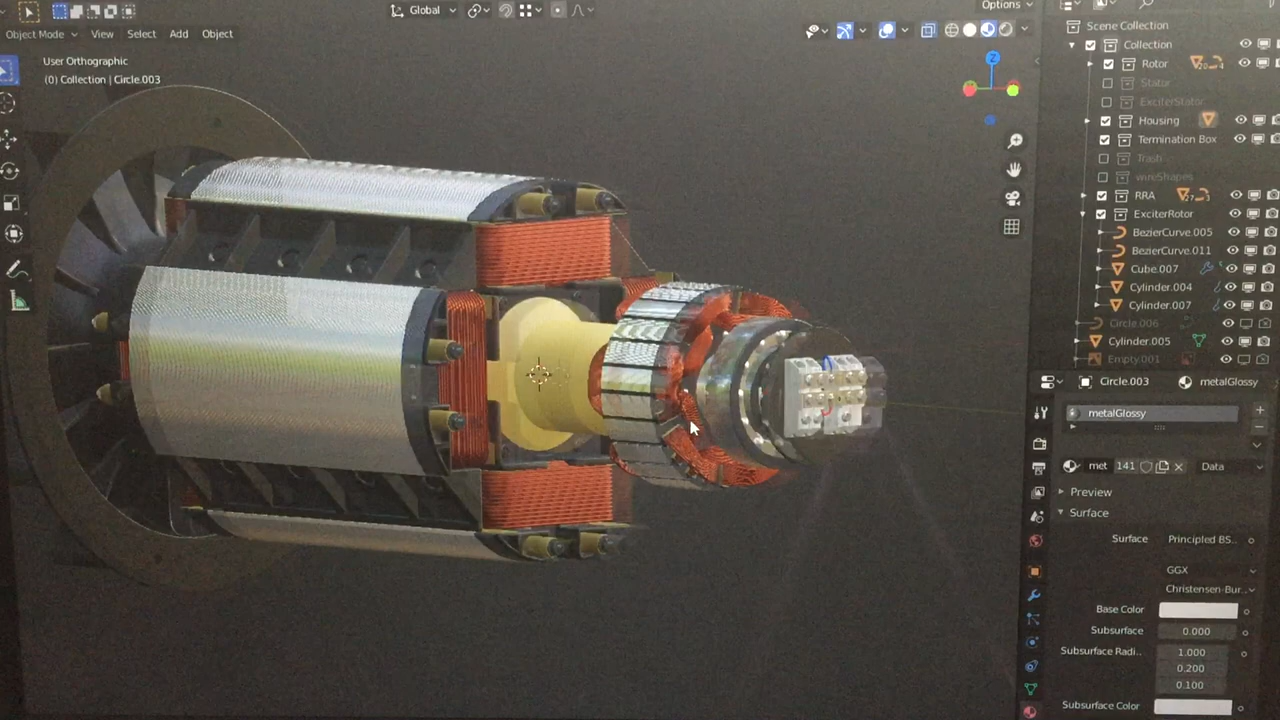 Global
Options
Object Mode
View
Select
Add
Object
User Orthographic
(0) Collection | Circle.003
Z
Scene Collection
Collection
Rotor
Stator
ExciterStator
Housing
Termination Box
Trash
wireShapes
RRA
ExciterRotor
BezierCurve.005
BezierCurve.011
Cube.007
Cylinder.004
Cylinder.007
Circle.006
Cylinder.005
Empty.001
Circle.003
metalGlossy
metalGlossy
met
141
Data
Preview
Surface
Surface
Principled BS..
GGX
Christensen-Bur..
Base Color
Subsurface
0.000
Subsurface Radi..
1.000
0.200
0.100
Subsurface Color